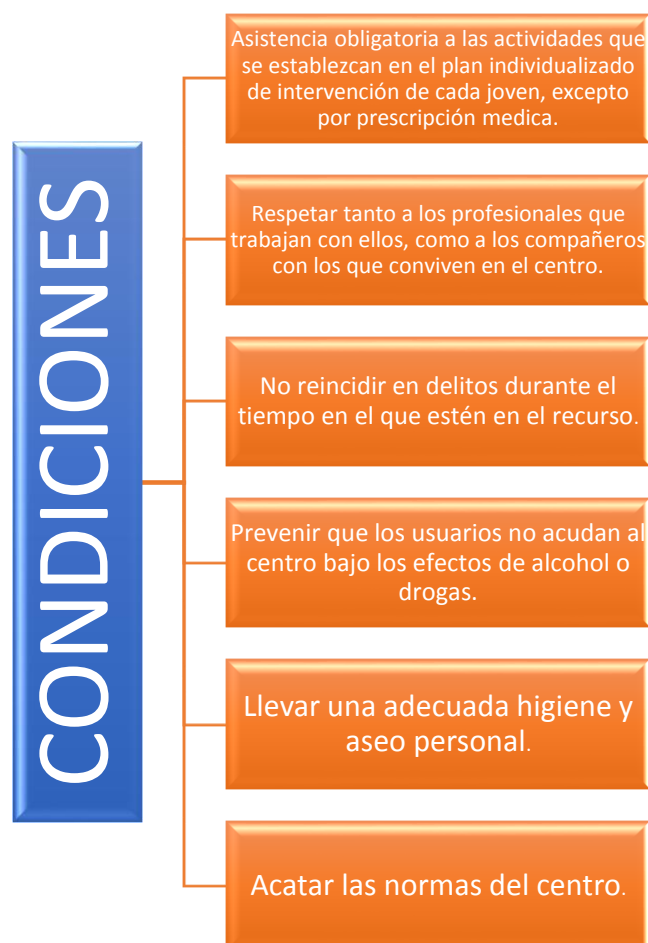 CONDICIONES
Asistencia obligatoria a las actividades que
se establezcan en el plan individualizado
de intervención de cada joven, excepto
por prescripción medica.
Respetar tanto a los profesionales que
trabajan con ellos, como a los compañeros
con los que conviven en el centro.
No reincidir en delitos durante el
tiempo en el que estén en el recurso.
Prevenir que los usuarios no acudan al
centro bajo los efectos de alcohol o
drogas.
Llevar una adecuada higiene y
aseo personal.
Acatar las normas del centro.